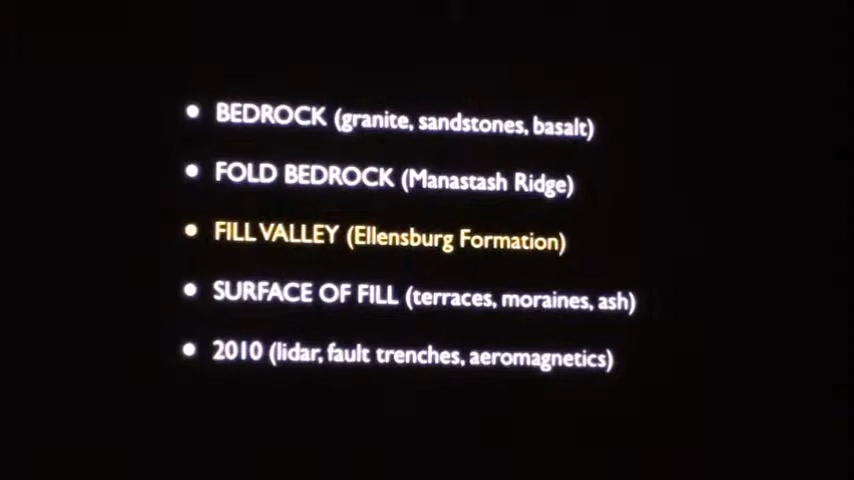 • BEDROCK (granite, sandstones, basalt)
• FOLD BEDROCK (Manastash Ridge)
• FILL VALLEY (Ellensburg Formation)
• SURFACE OF FILL (terraces, moraines, ash)
• 2010 (lidar, fault trenches, aeromagnetics)